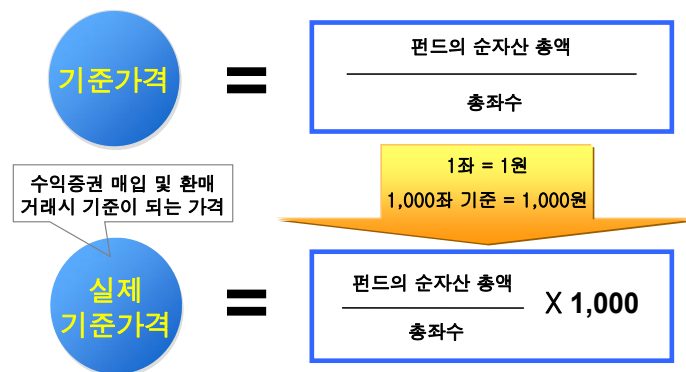 기준가격
=
펀드의 순자산 총액
총좌수
1좌 = 1원
1,000좌 기준 = 1,000원
수익증권 매입 및 환매
거래시 기준이 되는 가격
실제
기준가격
=
펀드의 순자산 총액
총좌수
X 1,000